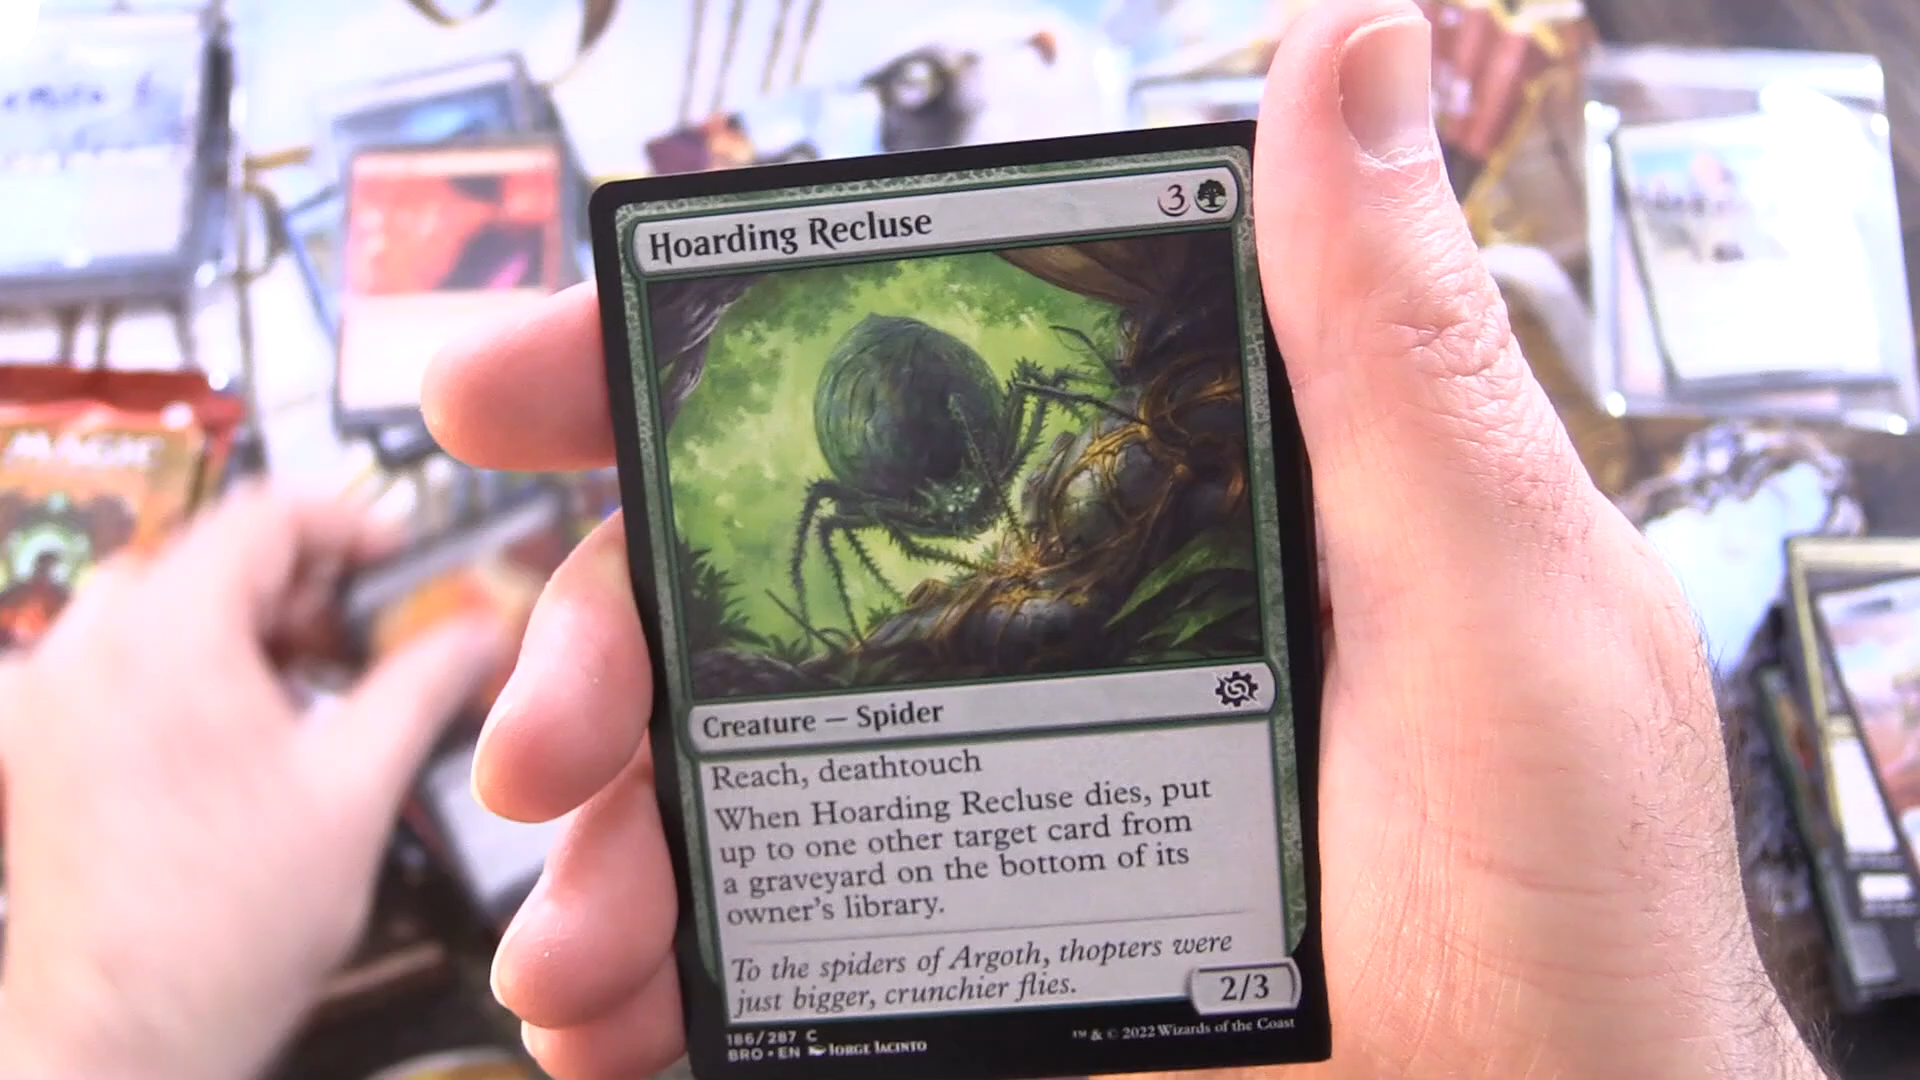 Hoarding Recluse 3
Creature — Spider
Reach, deathtouch
When Hoarding Recluse dies, put
up to one other target card from
a graveyard on the bottom of its
owner's library.
To the spiders of Argoth, thopters were
just bigger, crunchier flies.
2/3
186/287 C
BRO • EN Jorge Jacinto
™ & © 2022 Wizards of the Coast
MAGIC